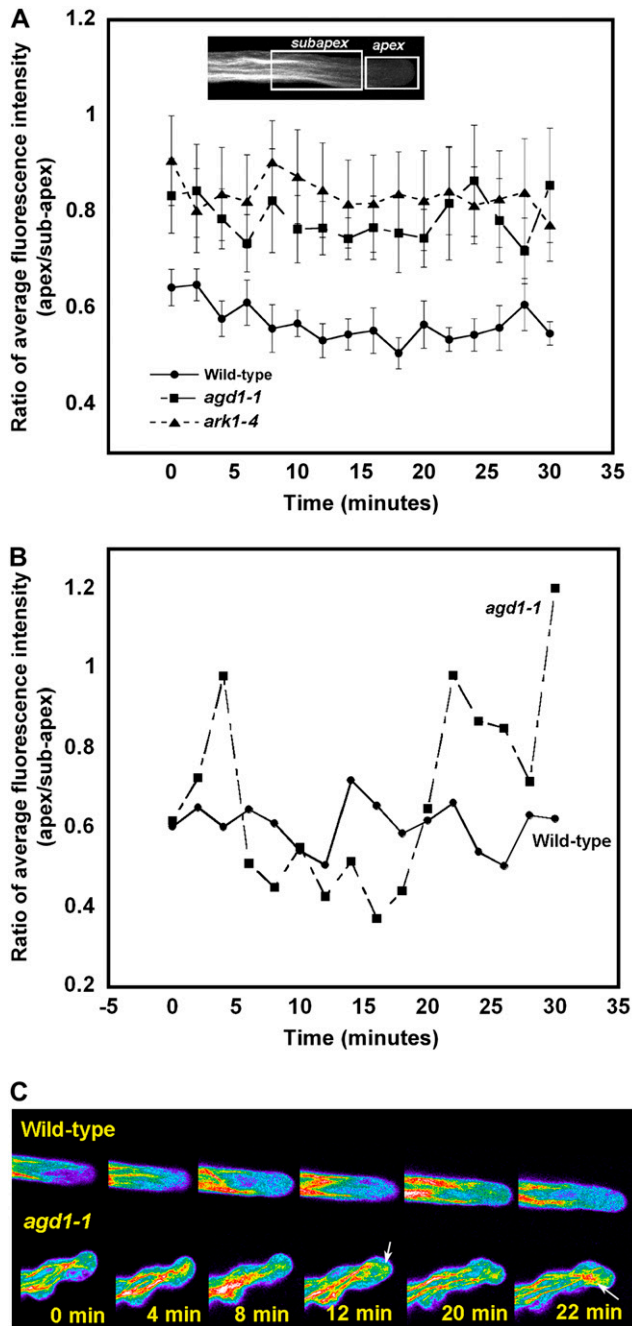 A
1.2
1
0.8
0.6
0.4
Ratio of average fluorescence intensity
(apex/sub-apex)
subapex apex
Wild-type
agd1-1
ark1-4
0 5 10 15 20 25 30 35
Time (minutes)
B
1.2
1
0.8
0.6
0.4
0.2
Ratio of average fluorescence intensity
(apex/sub-apex)
agd1-1
Wild-type
-5 0 5 10 15 20 25 30 35
Time (minutes)
C
Wild-type
agd1-1
0 min 4 min 8 min 12 min 20 min 22 min